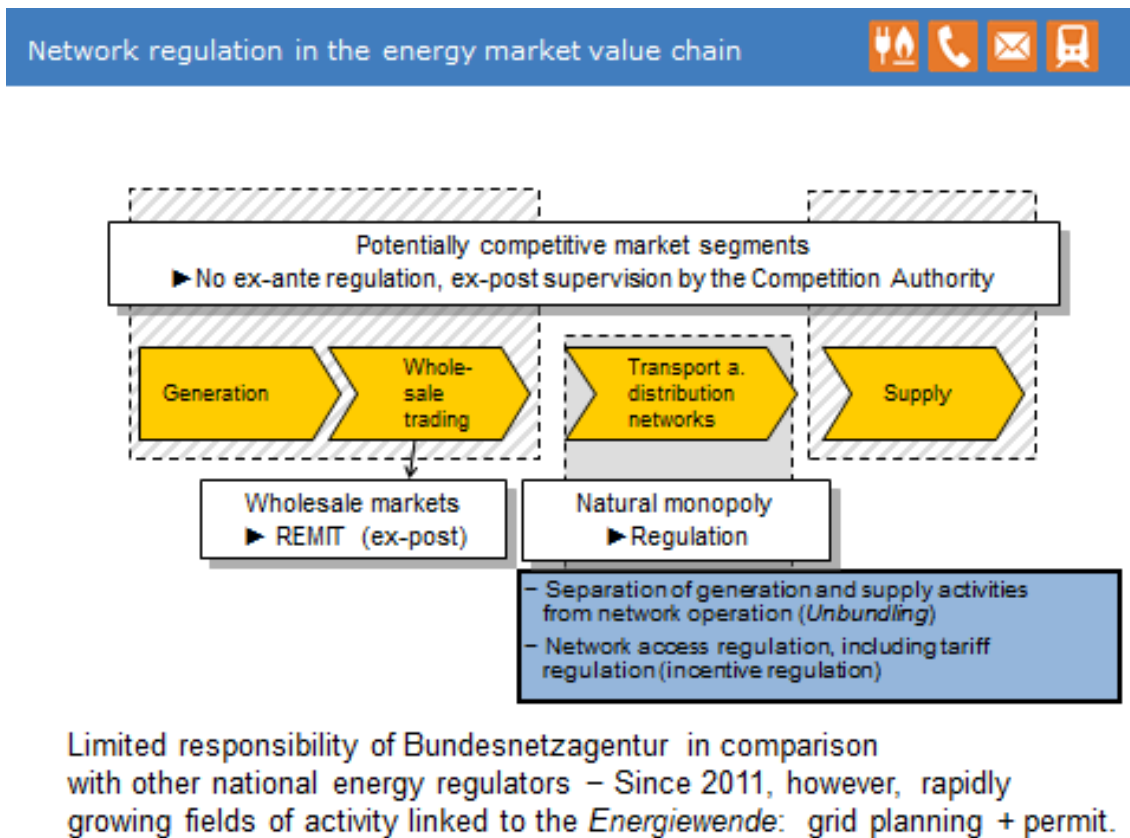 Network regulation in the energy market value chain
Potentially competitive market segments
►No ex-ante regulation, ex-post supervision by the Competition Authority
Generation
Whole-
sale
trading
Transport a.
distribution
networks
Supply
Wholesale markets
► REMIT (ex-post)
Natural monopoly
►Regulation
– Separation of generation and supply activities
from network operation (Unbundling)
– Network access regulation, including tariff
regulation (incentive regulation)
Limited responsibility of Bundesnetzagentur in comparison
with other national energy regulators – Since 2011, however, rapidly
growing fields of activity linked to the Energiewende: grid planning + permit.